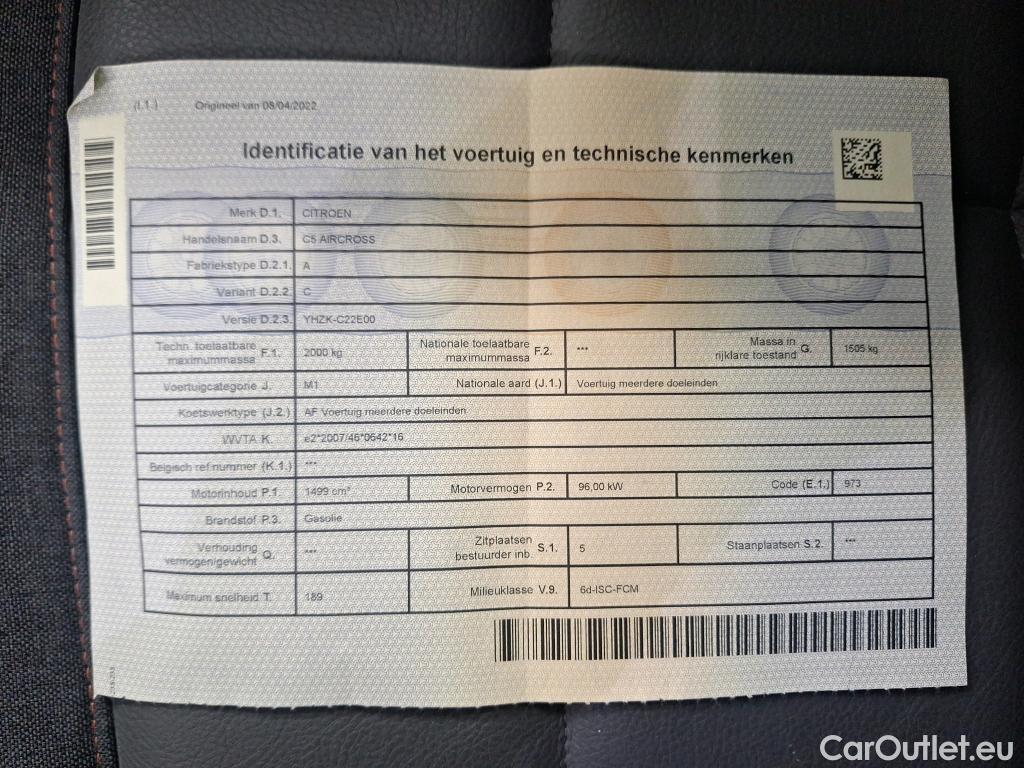 (I.1.) Origineel van 08/04/2022
Identificatie van het voertuig en technische kenmerken
Merk D.1. CITROEN
Handelsnaam D.3. C5 AIRCROSS
Fabriekstype D.2.1. A
Variant D.2.2. C
Versie D.2.3. YHZK-C22E00
Techn. toelaatbare maximummassa F.1. 2000 kg Nationale toelaatbare maximummassa F.2. *** Massa in rijklare toestand G. 1505 kg
Voertuigcategorie J. M1 Nationale aard (J.1.) Voertuig meerdere doeleinden
Koetswerktype (J.2.) AF Voertuig meerdere doeleinden
WVTA K. e2*2007/46*0642*16
Belgisch ref.nummer (K.1.) ***
Motorinhoud P.1. 1499 cm³ Motorvermogen P.2. 96,00 kW Code (E.1.) 973
Brandstof P.3. Gasolie
Verhouding vermogen/gewicht Q. *** Zitplaatsen bestuurder inb. S.1. 5 Staanplaatsen S.2. ***
Maximum snelheid T. 189 Milieuklasse V.9. 6d-ISC-FCM
CarOutlet.eu